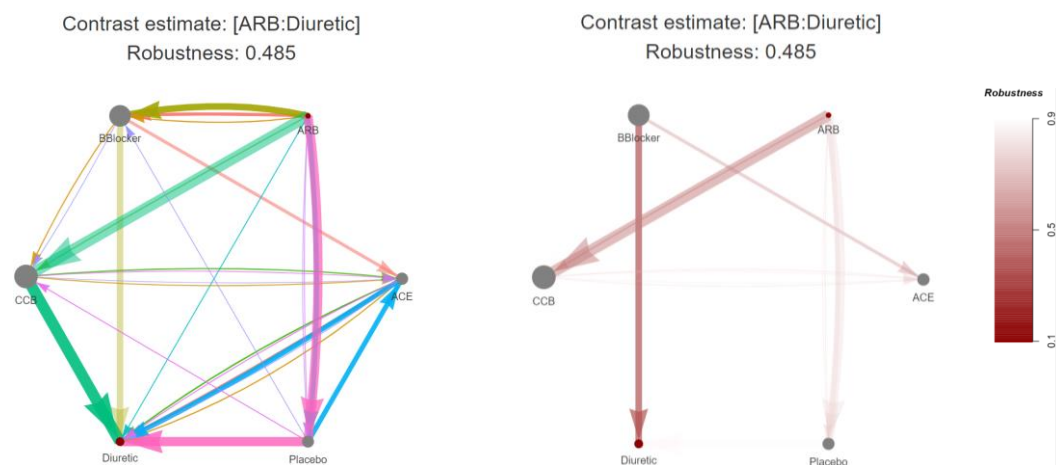 Contrast estimate: [ARB:Diuretic]
Robustness: 0.485
BBlocker
ARB
CCB
ACE
Diuretic
Placebo
Contrast estimate: [ARB:Diuretic]
Robustness: 0.485
BBlocker
ARB
CCB
ACE
Diuretic
Placebo
Robustness
0.9
0.5
0.1